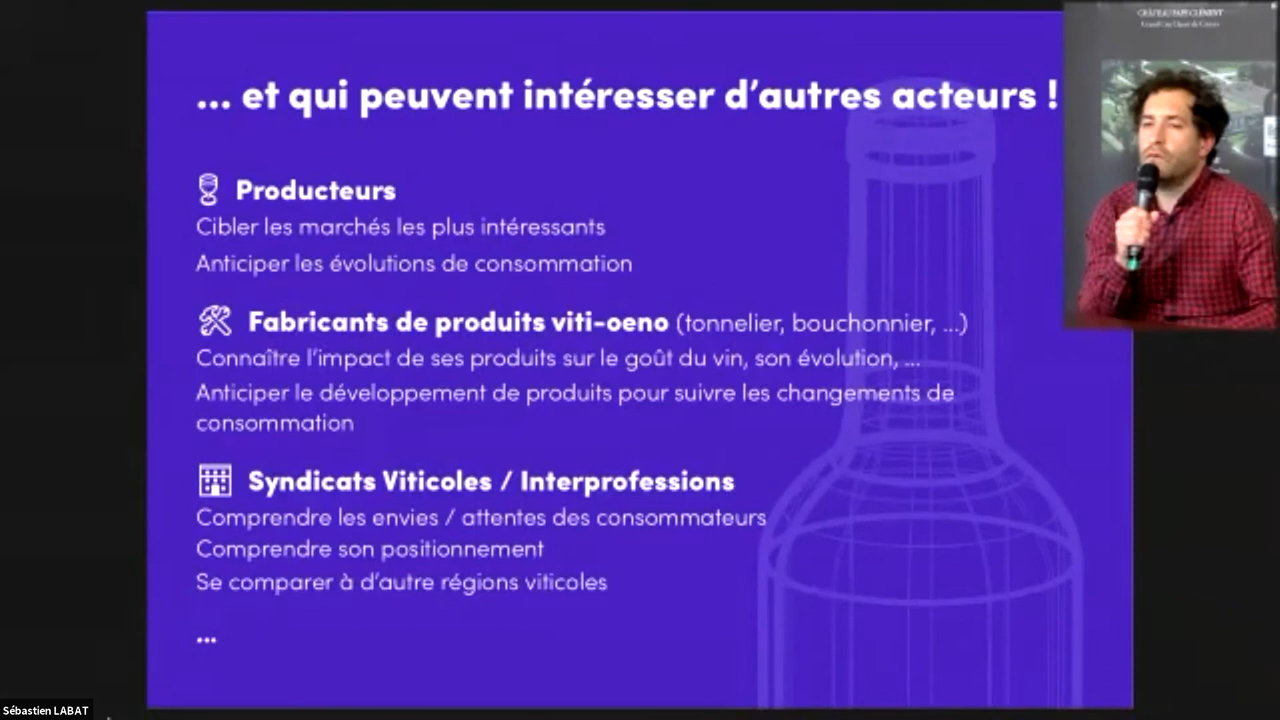 ... et qui peuvent intéresser d'autres acteurs !
Producteurs
Cibler les marchés les plus intéressants
Anticiper les évolutions de consommation
Fabricants de produits viti-oeno (tonnelier, bouchonnier, ...)
Connaître l'impact de ses produits sur le goût du vin, son évolution, ...
Anticiper le développement de produits pour suivre les changements de
consommation
Syndicats Viticoles / Interprofessions
Comprendre les envies / attentes des consommateurs
Comprendre son positionnement
Se comparer à d'autre régions viticoles
...
CHÂTEAU PAPE CLÉMENT
Sébastien LABAT